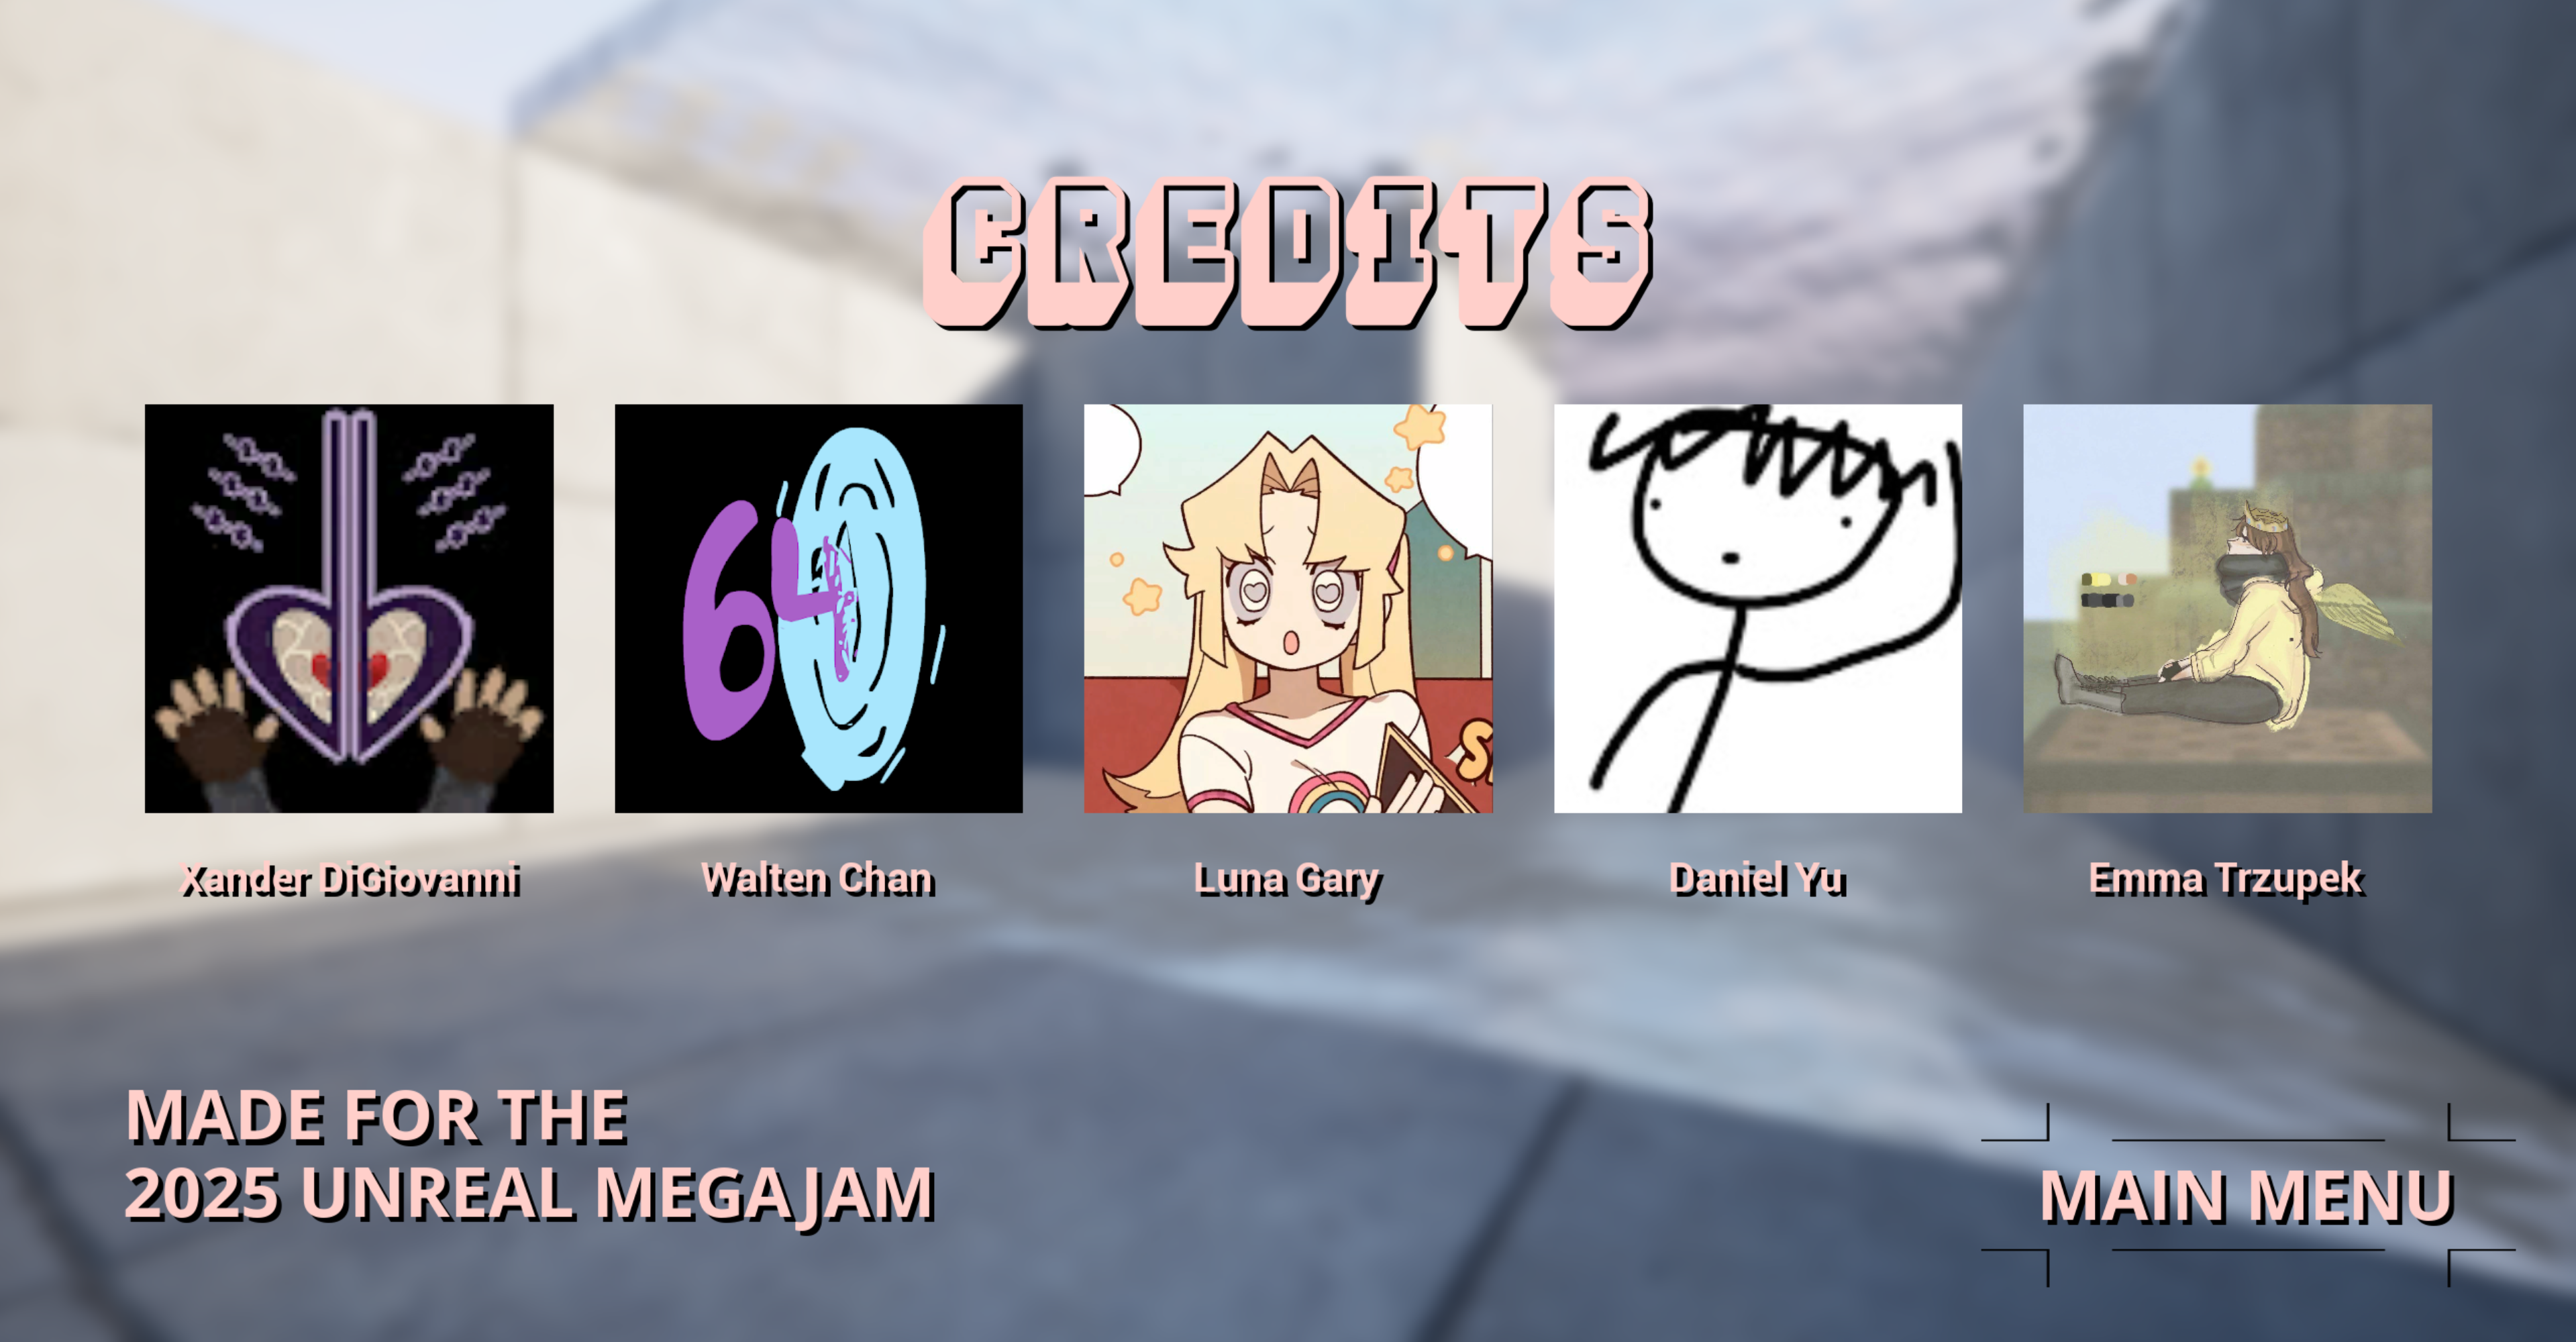 CREDITS
64
Xander DiGiovanni
Walten Chan
Luna Gary
Daniel Yu
Emma Trzupek
MADE FOR THE
2025 UNREAL MEGAJAM
MAIN MENU